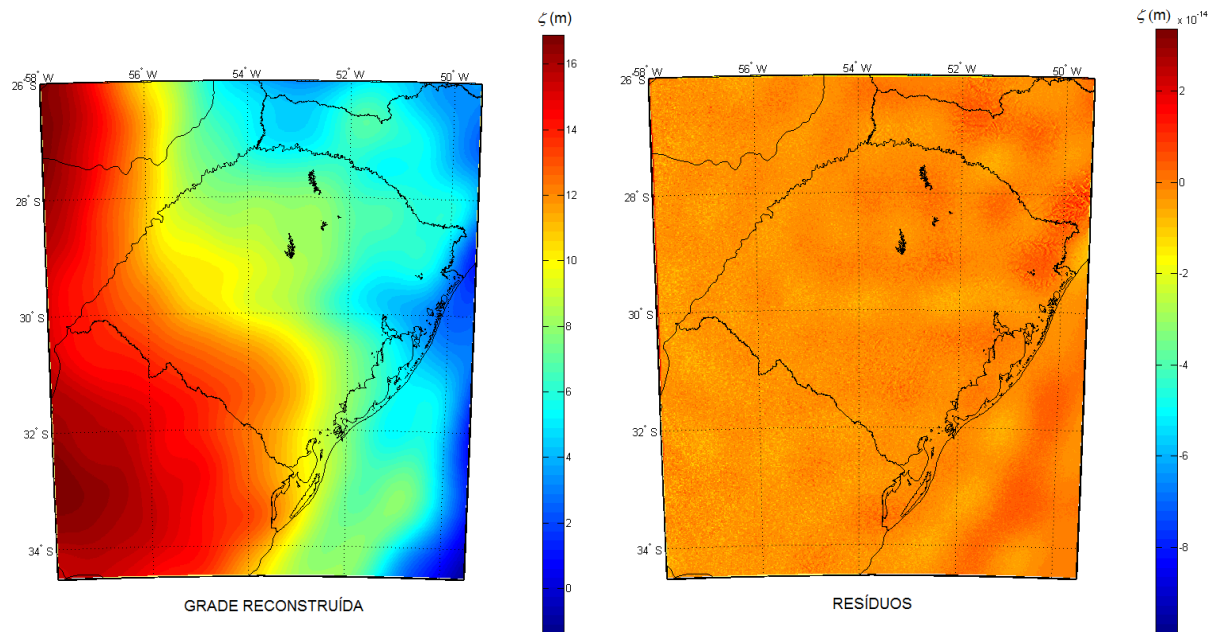 ζ (m)
58° W
56° W
54° W
52° W
50° W
26° S
28° S
30° S
32° S
34° S
16
14
12
10
8
6
4
2
0
GRADE RECONSTRUÍDA
ζ (m) x 10⁻¹⁴
58° W
56° W
54° W
52° W
50° W
26° S
28° S
30° S
32° S
34° S
2
0
-2
-4
-6
-8
RESÍDUOS